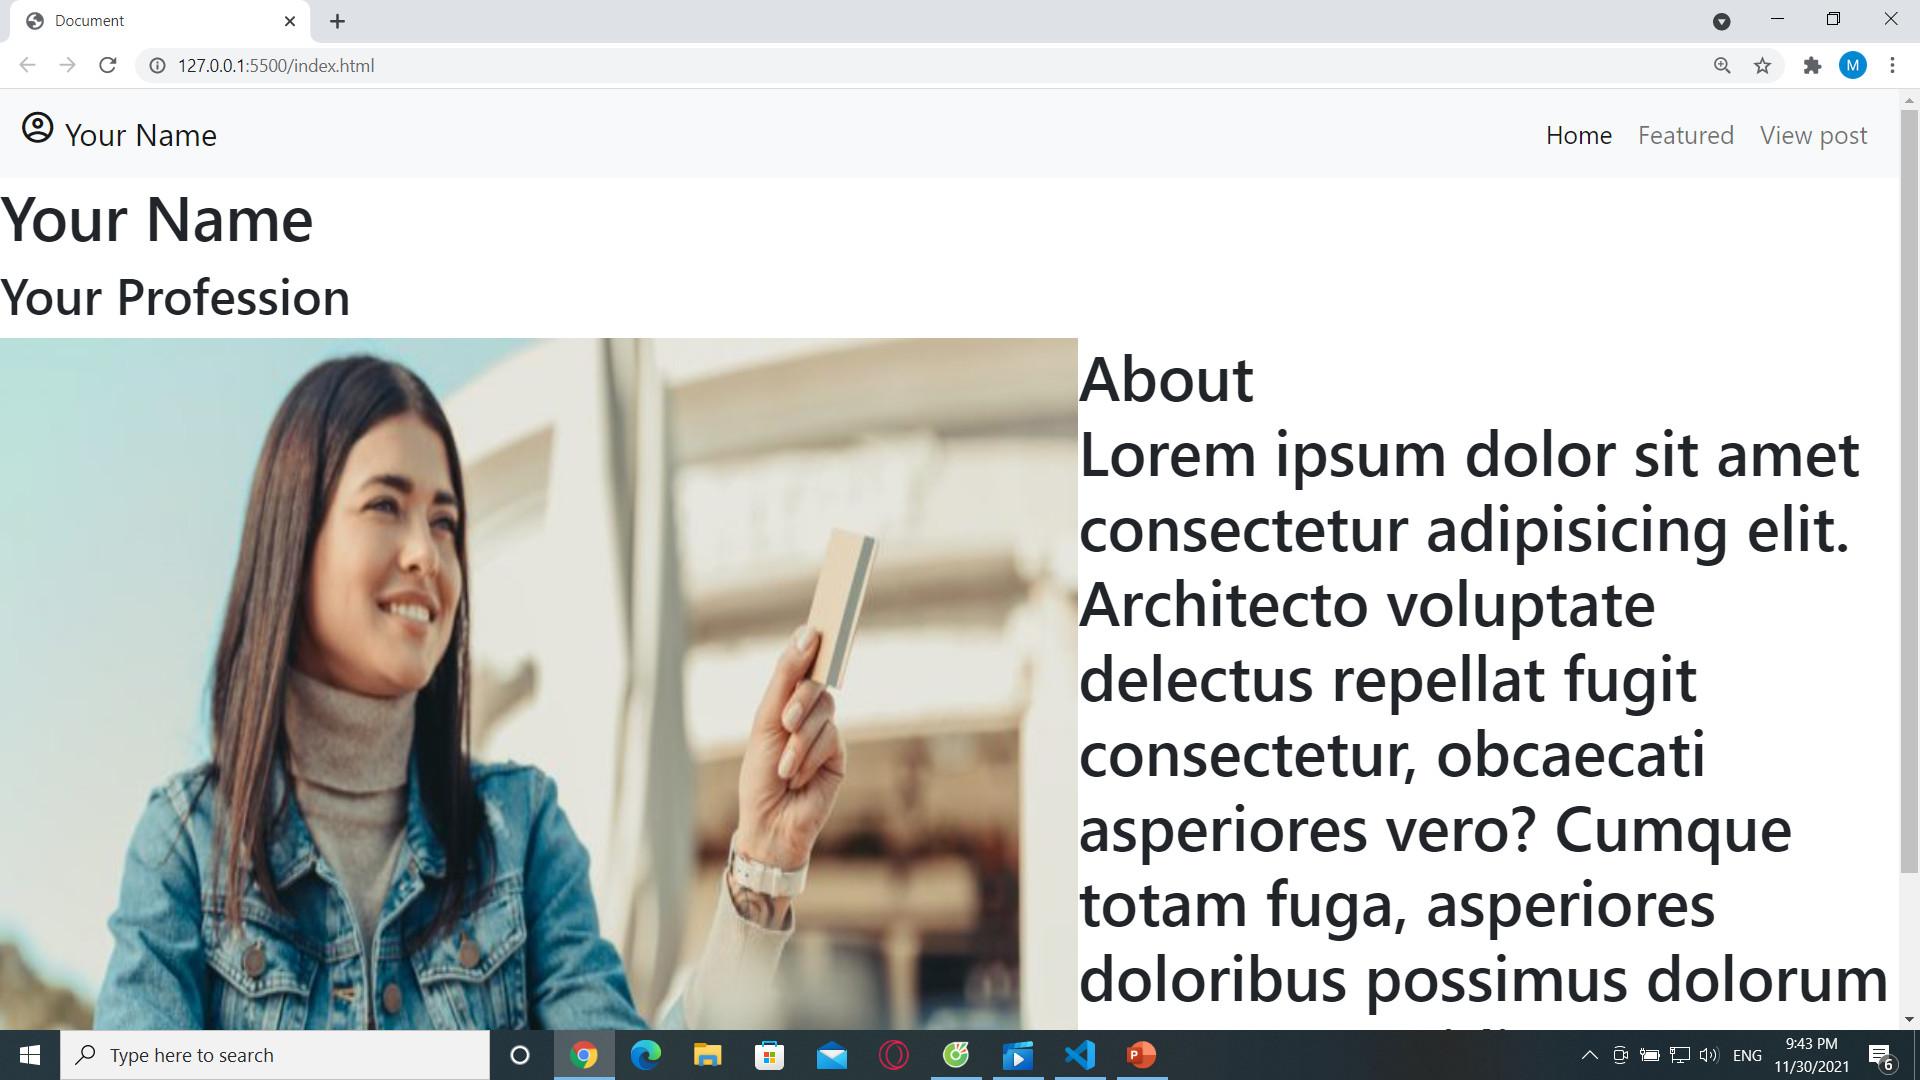 Document
127.0.0.1:5500/index.html
M
Your Name
Home Featured View post
Your Name
Your Profession
About
Lorem ipsum dolor sit amet
consectetur adipisicing elit.
Architecto voluptate
delectus repellat fugit
consectetur, obcaecati
asperiores vero? Cumque
totam fuga, asperiores
doloribus possimus dolorum
Type here to search
P
ENG
9:43 PM
11/30/2021
6